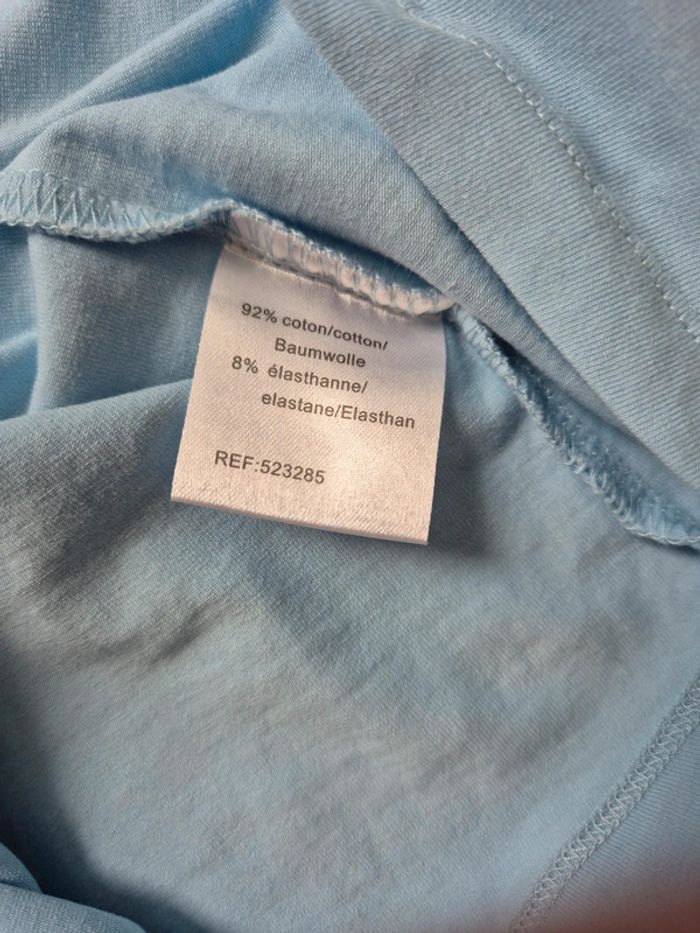 92% coton/cotton/
Baumwolle
8% élasthanne/
elastane/Elasthan
REF:523285